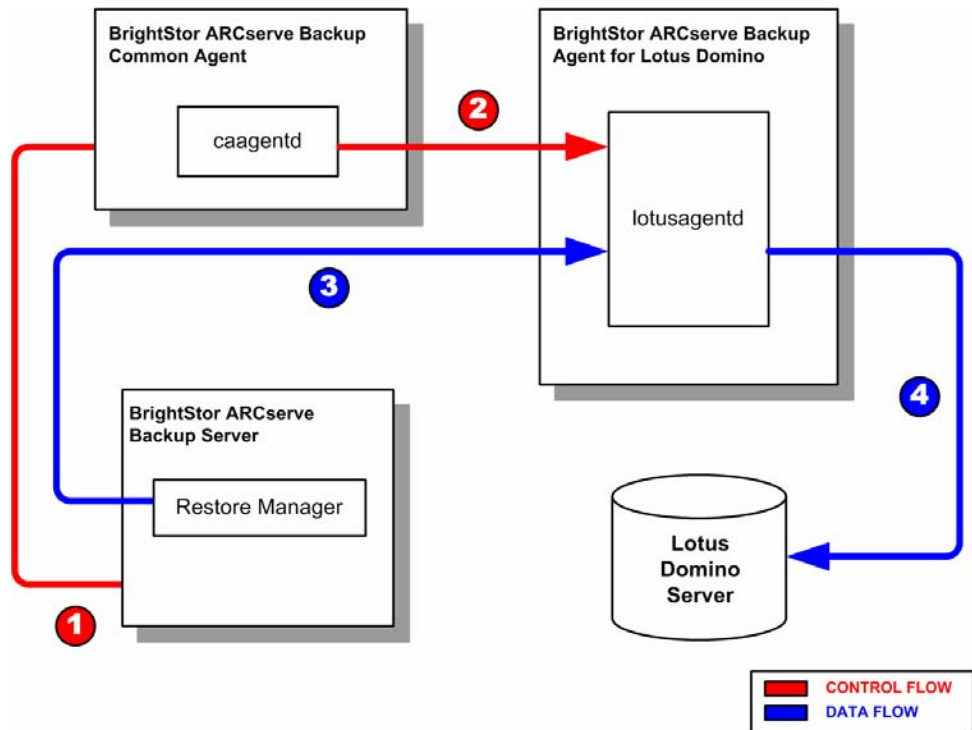 BrightStor ARCserve Backup
Common Agent
caagentd
2
BrightStor ARCserve Backup
Agent for Lotus Domino
lotusagentd
3
4
BrightStor ARCserve
Backup Server
Restore Manager
1
Lotus
Domino
Server
CONTROL FLOW
DATA FLOW